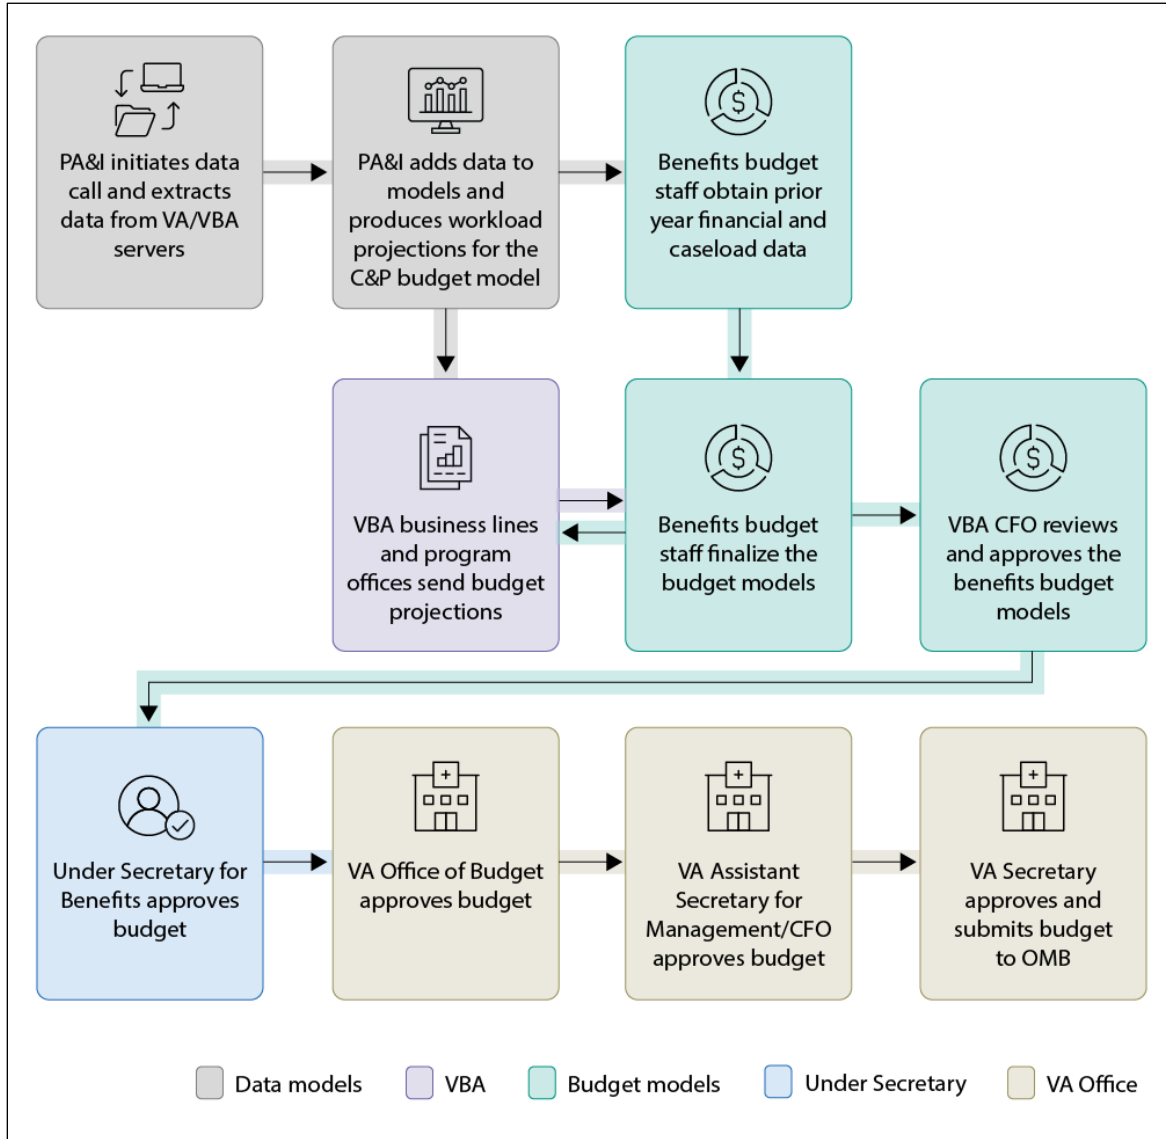 PA&I initiates data
call and extracts
data from VA/VBA
servers
PA&I adds data to
models and
produces workload
projections for the
C&P budget model
$
Benefits budget
staff obtain prior
year financial and
caseload data
VBA business lines
and program
offices send budget
projections
$
Benefits budget
staff finalize the
budget models
$
VBA CFO reviews
and approves the
benefits budget
models
Under Secretary for
Benefits approves
budget
VA Office of Budget
approves budget
VA Assistant
Secretary for
Management/CFO
approves budget
VA Secretary
approves and
submits budget
to OMB
Data models
VBA
Budget models
Under Secretary
VA Office